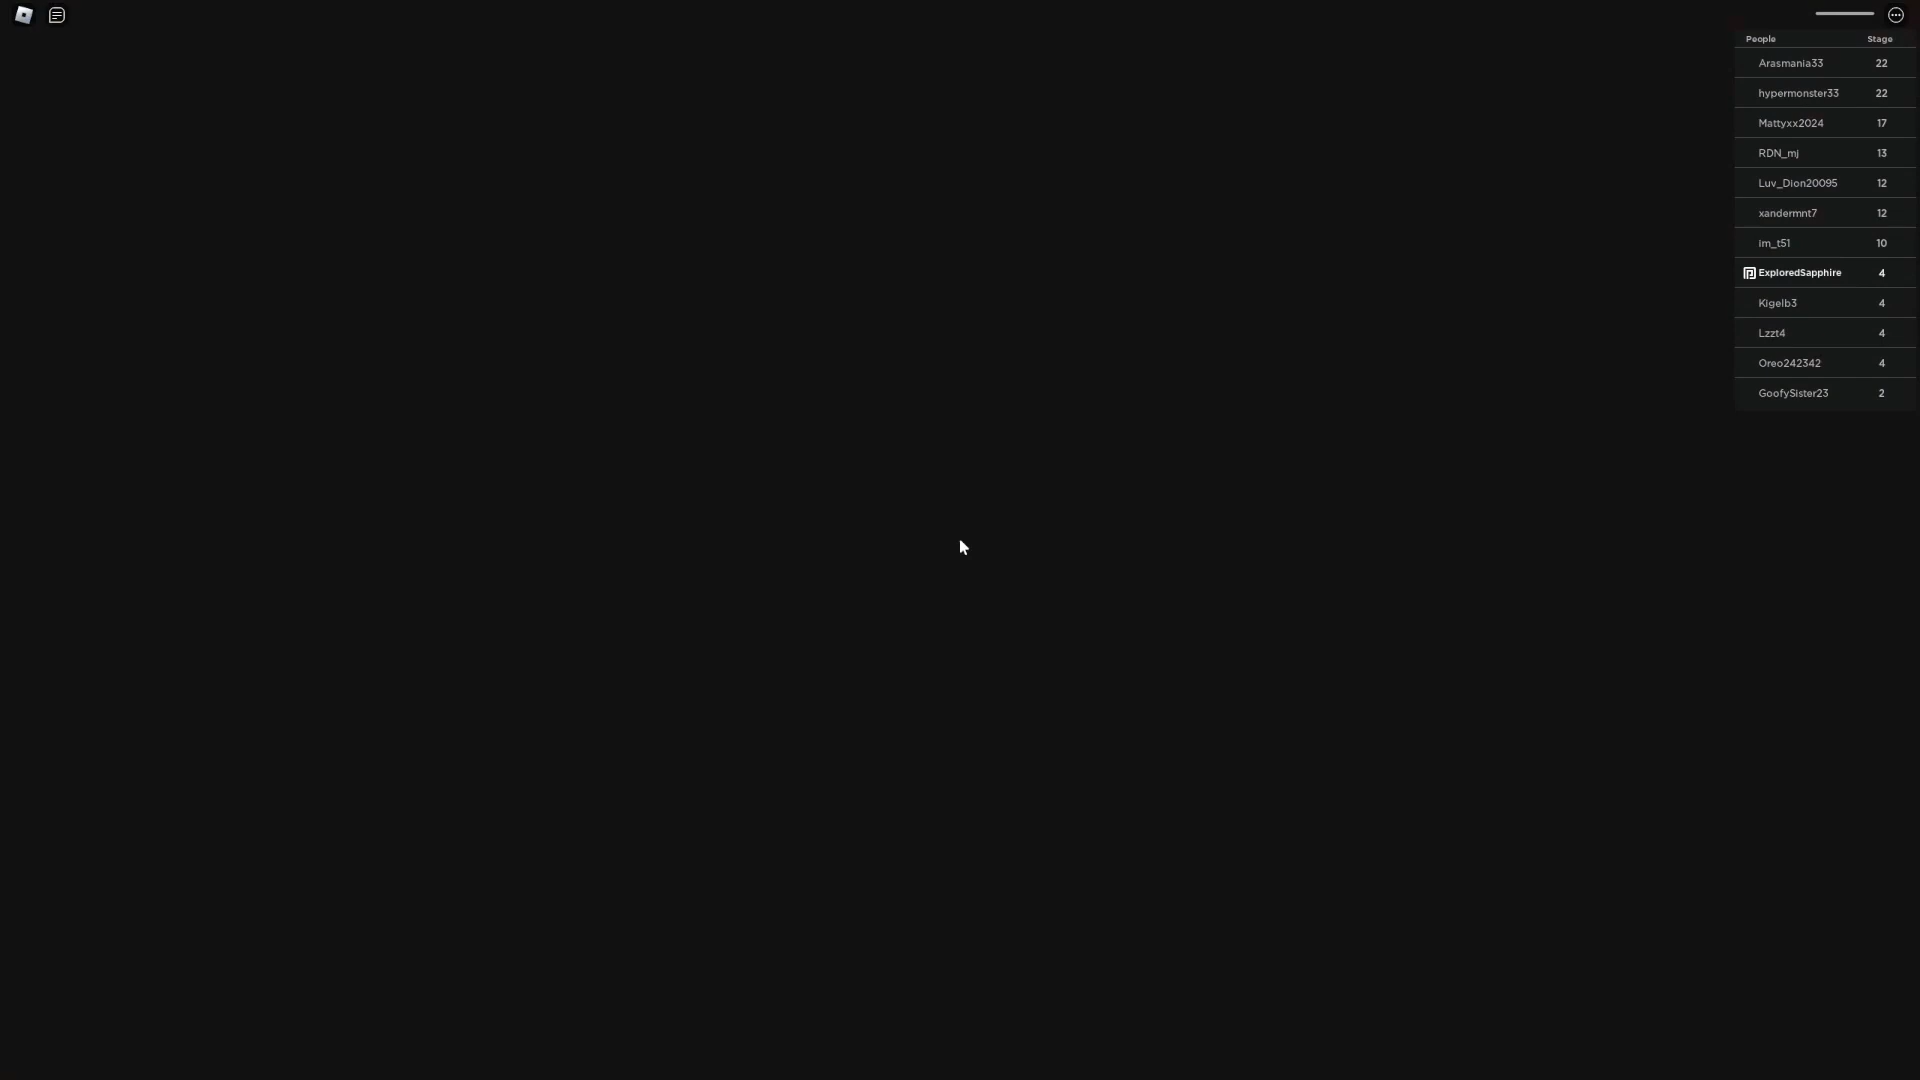 People Stage
Arasmania33 22
hypermonster33 22
Mattyxx2024 17
RDN_mj 13
Luv_Dion20095 12
xandermnt7 12
im_t51 10
ExploredSapphire 4
Kigelb3 4
Lzzt4 4
Oreo242342 4
GoofySister23 2